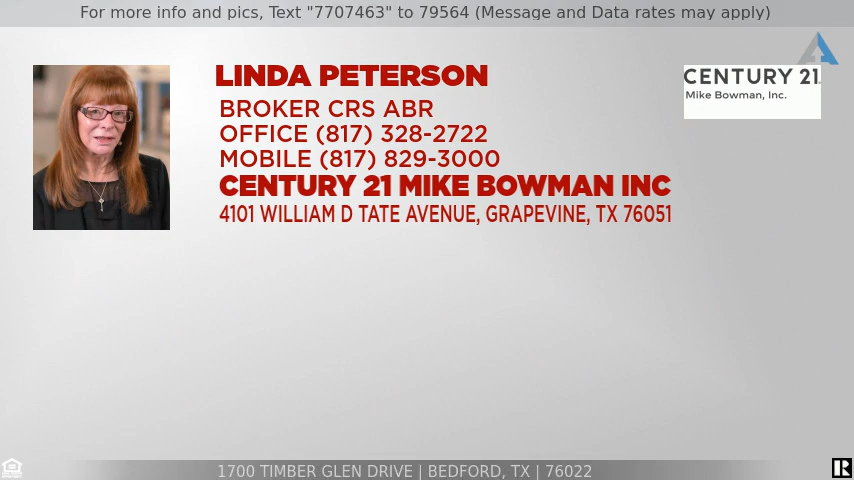 For more info and pics, Text "7707463" to 79564 (Message and Data rates may apply)
LINDA PETERSON
BROKER CRS ABR
OFFICE (817) 328-2722
MOBILE (817) 829-3000
CENTURY 21 MIKE BOWMAN INC
4101 WILLIAM D TATE AVENUE, GRAPEVINE, TX 76051
CENTURY 21.
Mike Bowman, Inc.
1700 TIMBER GLEN DRIVE | BEDFORD, TX | 76022